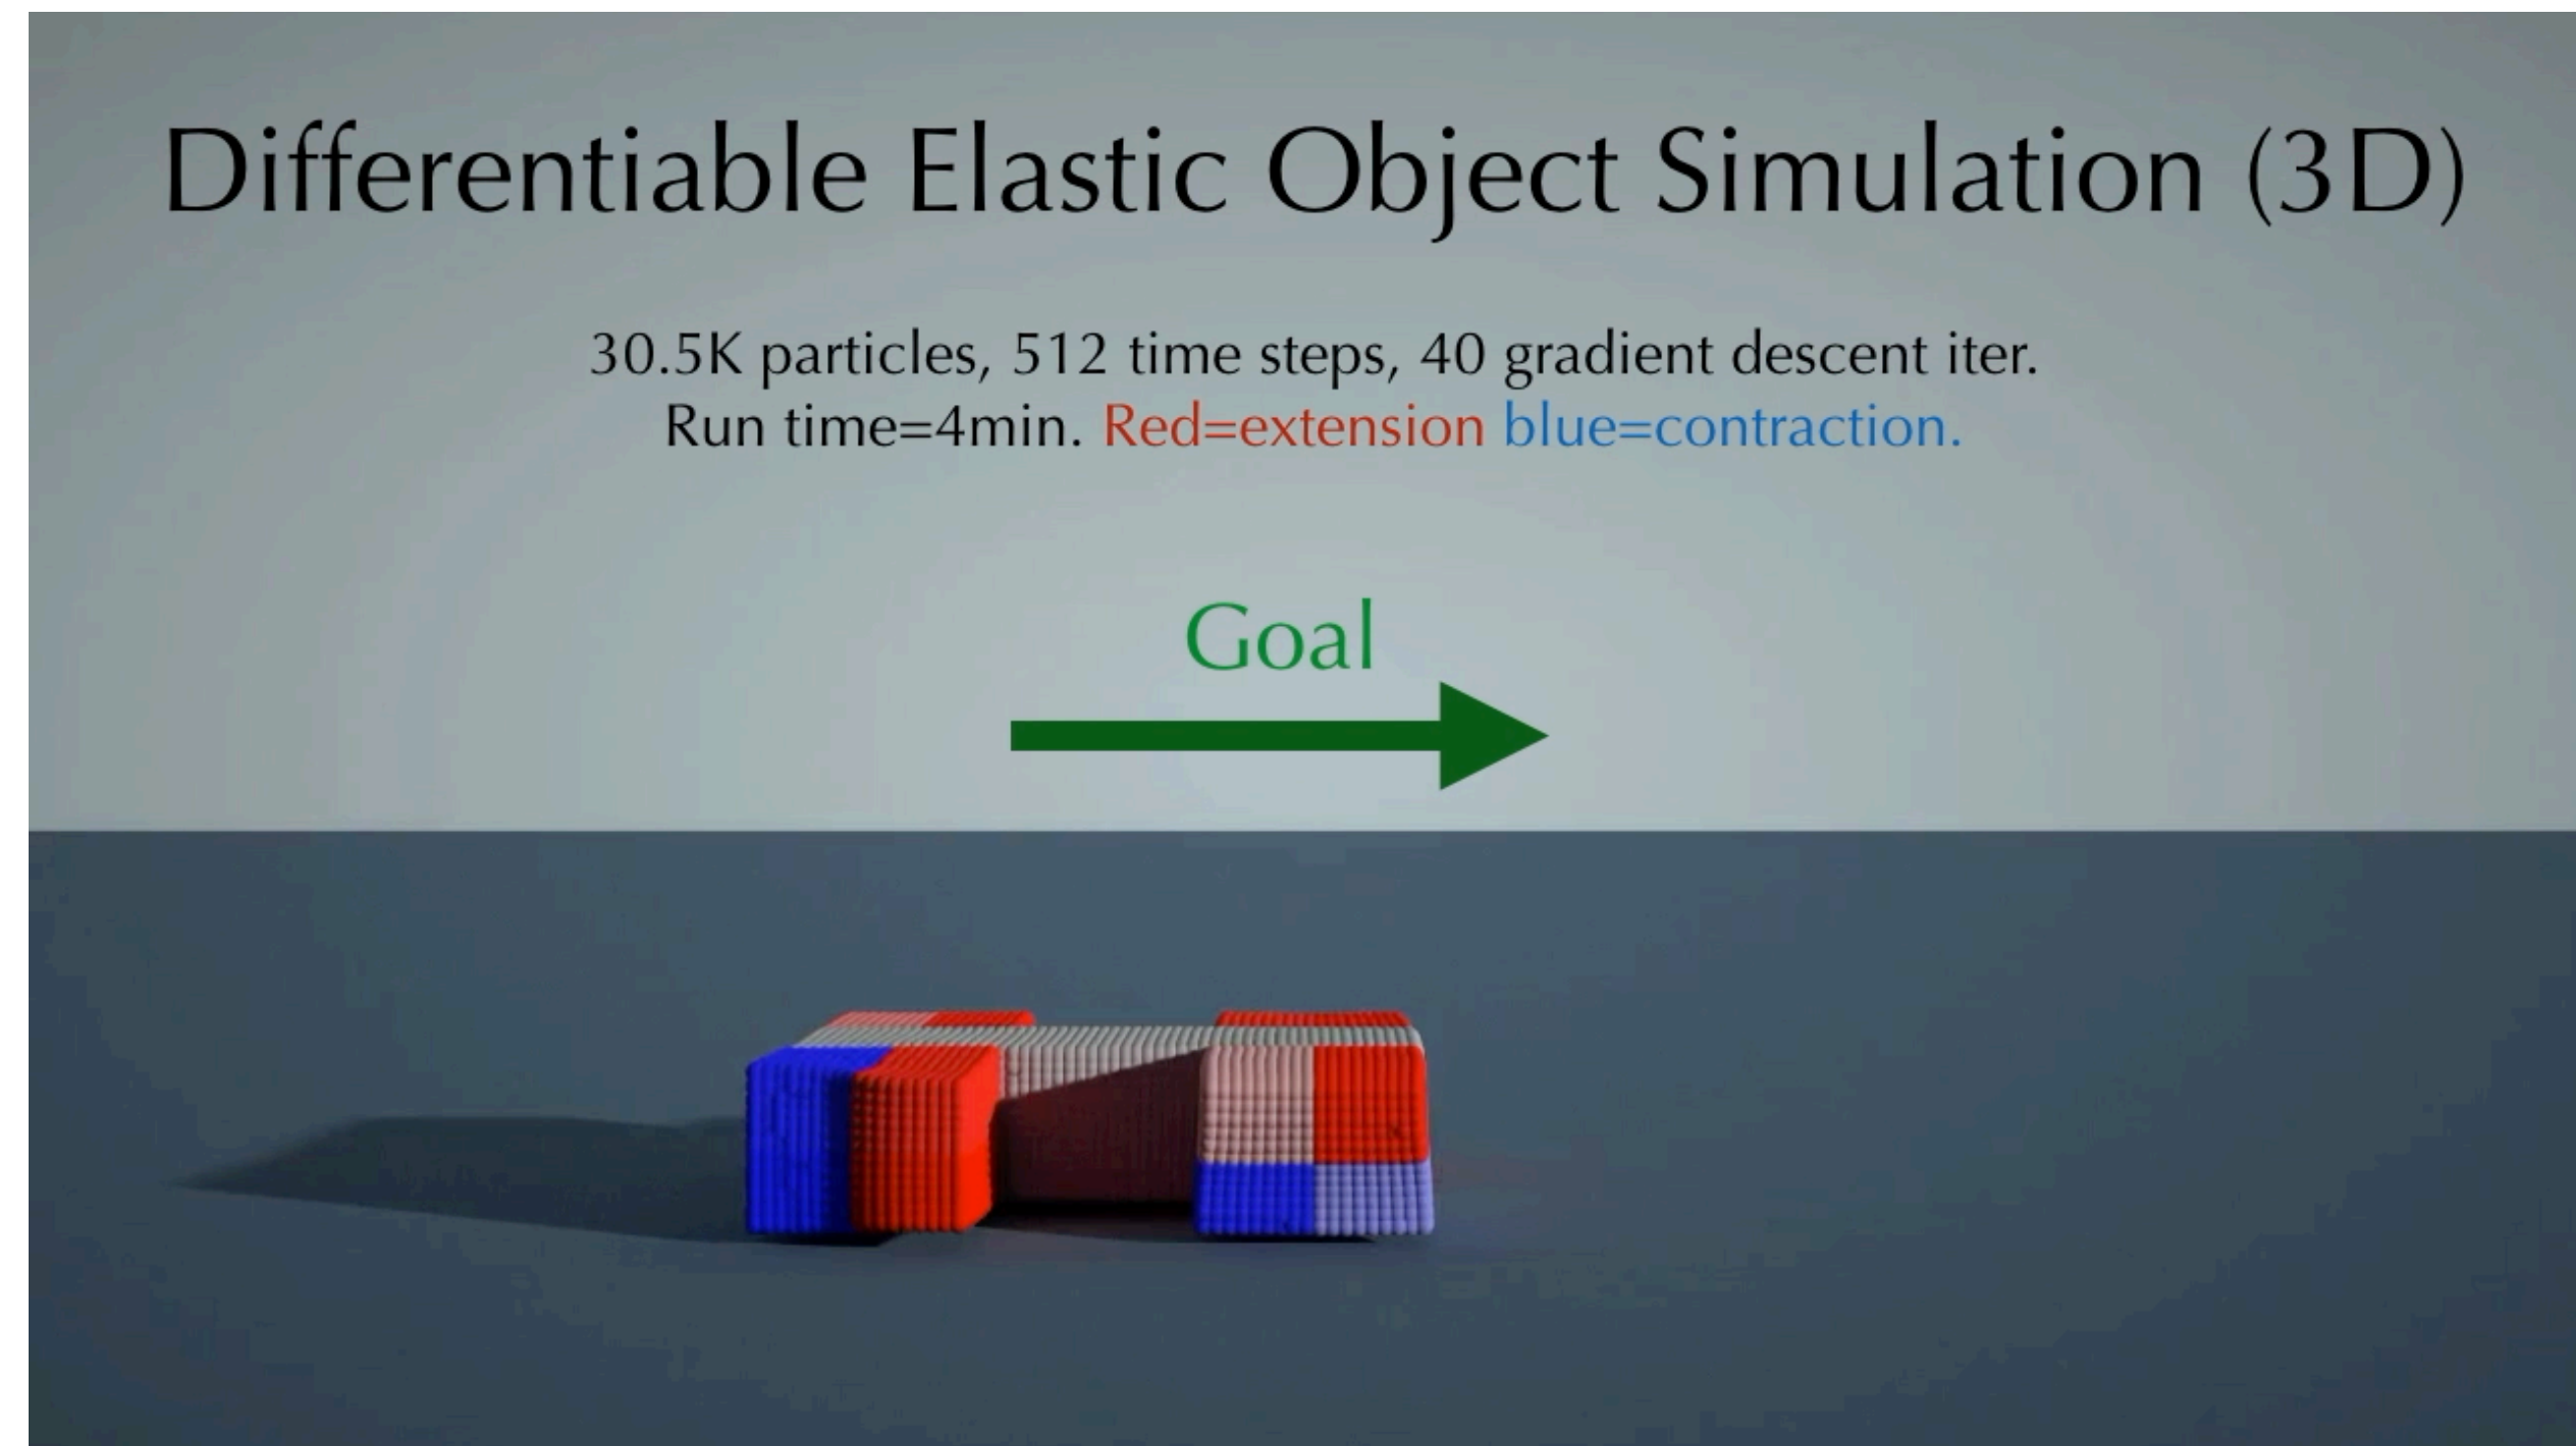 Differentiable Elastic Object Simulation (3D)
30.5K particles, 512 time steps, 40 gradient descent iter.
Run time=4min. Red=extension blue=contraction.
Goal